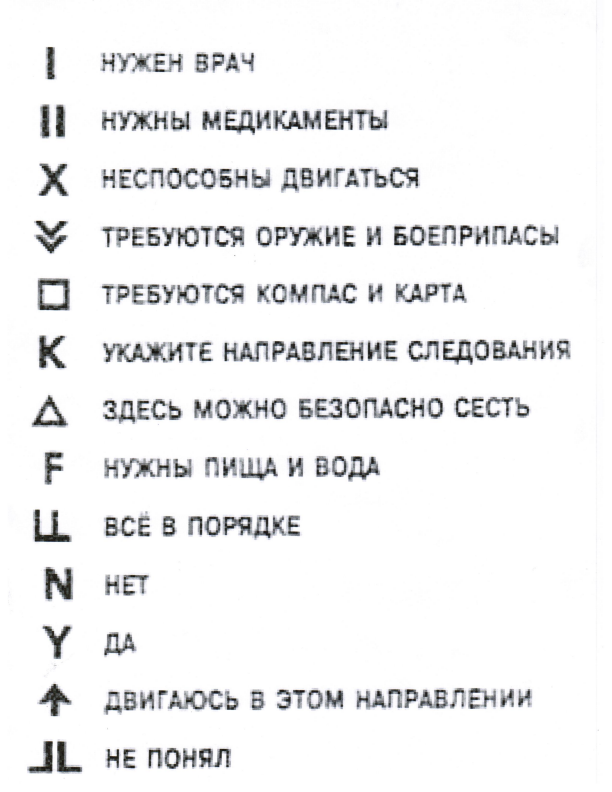 I НУЖЕН ВРАЧ
II НУЖНЫ МЕДИКАМЕНТЫ
X НЕСПОСОБНЫ ДВИГАТЬСЯ
ТРЕБУЮТСЯ ОРУЖИЕ И БОЕПРИПАСЫ
□ ТРЕБУЮТСЯ КОМПАС И КАРТА
K УКАЖИТЕ НАПРАВЛЕНИЕ СЛЕДОВАНИЯ
△ ЗДЕСЬ МОЖНО БЕЗОПАСНО СЕСТЬ
F НУЖНЫ ПИЩА И ВОДА
LL ВСЁ В ПОРЯДКЕ
N НЕТ
Y ДА
↑ ДВИГАЮСЬ В ЭТОМ НАПРАВЛЕНИИ
⅃L НЕ ПОНЯЛ